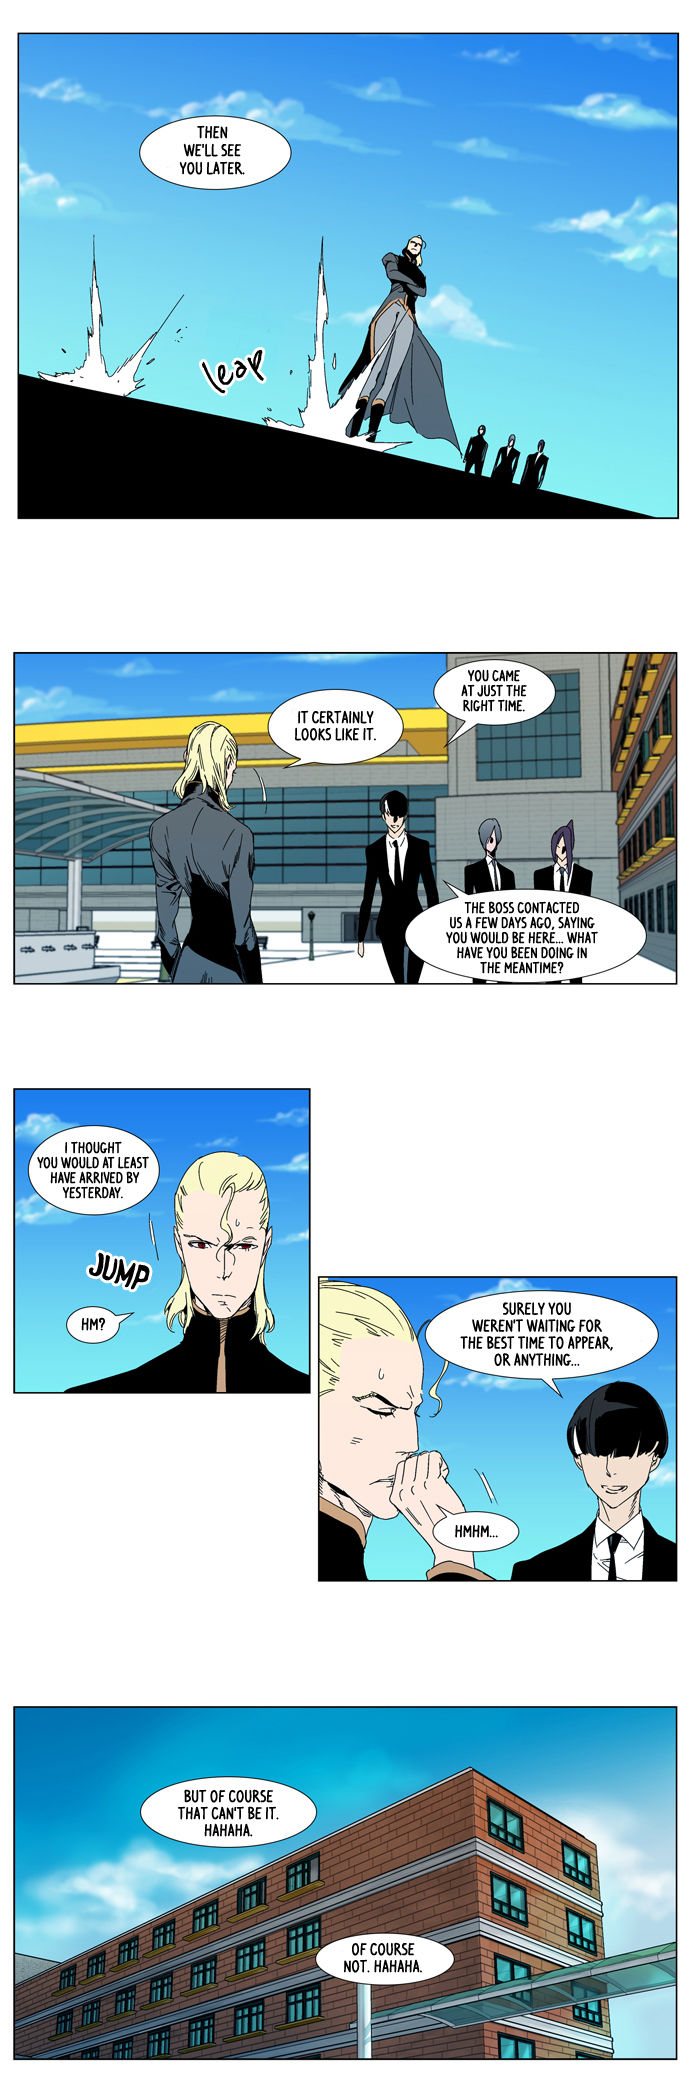 THEN
WE'LL SEE
YOU LATER.
leap
YOU CAME
AT JUST THE
RIGHT TIME.
IT CERTAINLY
LOOKS LIKE IT.
THE BOSS CONTACTED
US A FEW DAYS AGO, SAYING
YOU WOULD BE HERE... WHAT
HAVE YOU BEEN DOING IN
THE MEANTIME?
I THOUGHT
YOU WOULD AT LEAST
HAVE ARRIVED BY
YESTERDAY.
JUMP
HM?
SURELY YOU
WEREN'T WAITING FOR
THE BEST TIME TO APPEAR,
OR ANYTHING...
HMHM...
BUT OF COURSE
THAT CAN'T BE IT.
HAHAHA.
OF COURSE
NOT. HAHAHA.